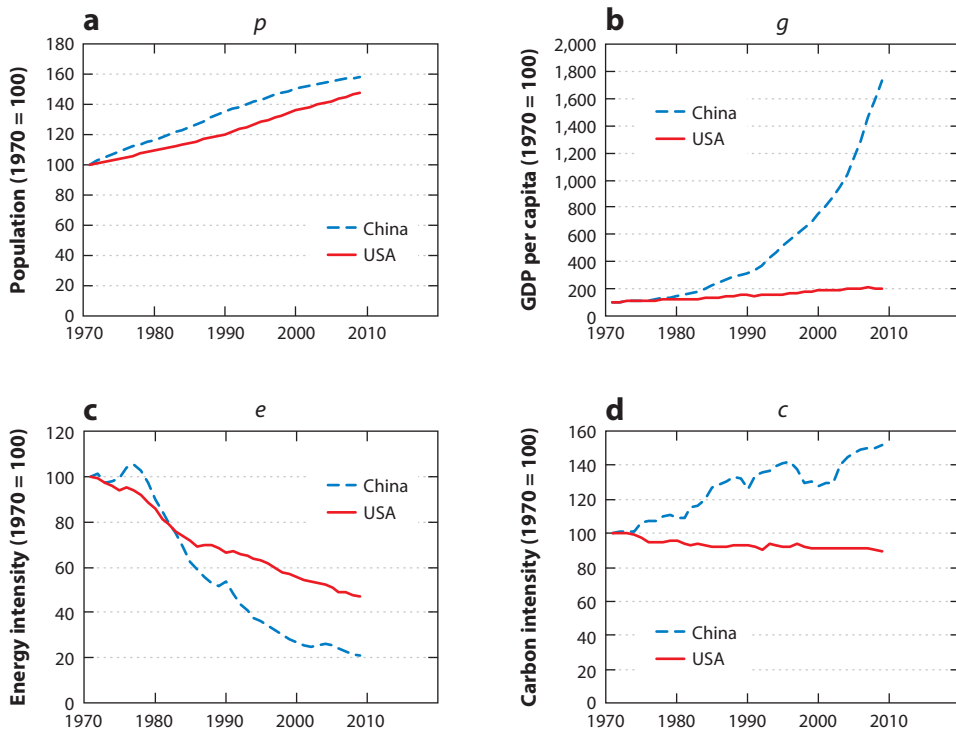 a
p
Population (1970 = 100)
180
160
140
120
100
80
60
40
20
0
China
USA
1970 1980 1990 2000 2010
b
g
GDP per capita (1970 = 100)
2,000
1,800
1,600
1,400
1,200
1,000
800
600
400
200
0
China
USA
1970 1980 1990 2000 2010
c
e
Energy intensity (1970 = 100)
120
100
80
60
40
20
0
China
USA
1970 1980 1990 2000 2010
d
c
Carbon intensity (1970 = 100)
160
140
120
100
80
60
40
20
0
China
USA
1970 1980 1990 2000 2010